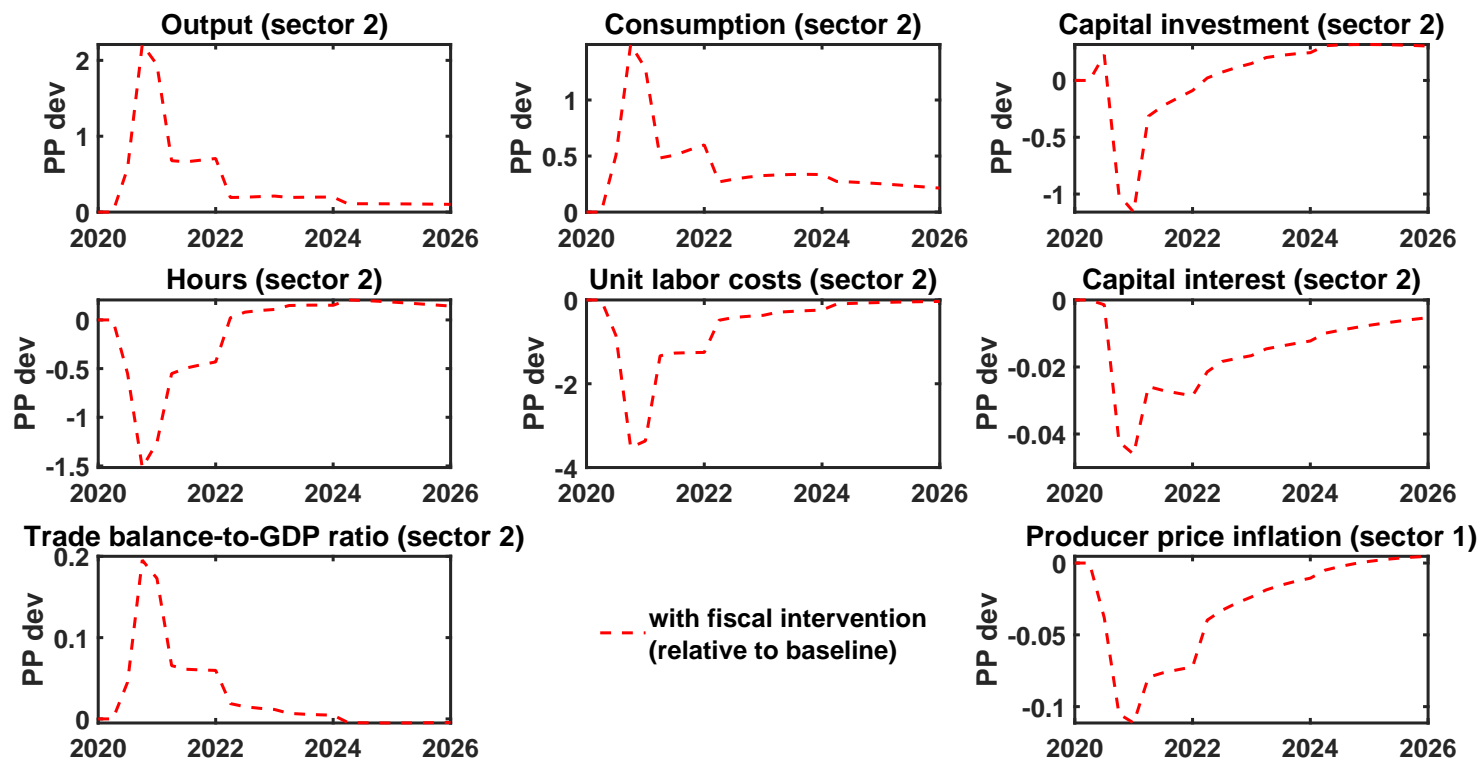 Output (sector 2)
PP dev
2
1
0
2020 2022 2024 2026
Consumption (sector 2)
PP dev
1
0.5
0
2020 2022 2024 2026
Capital investment (sector 2)
PP dev
0
-0.5
-1
2020 2022 2024 2026
Hours (sector 2)
PP dev
0
-0.5
-1
-1.5
2020 2022 2024 2026
Unit labor costs (sector 2)
PP dev
0
-2
-4
2020 2022 2024 2026
Capital interest (sector 2)
PP dev
0
-0.02
-0.04
2020 2022 2024 2026
Trade balance-to-GDP ratio (sector 2)
PP dev
0.2
0.1
0
2020 2022 2024 2026
with fiscal intervention
(relative to baseline)
Producer price inflation (sector 1)
PP dev
0
-0.05
-0.1
2020 2022 2024 2026